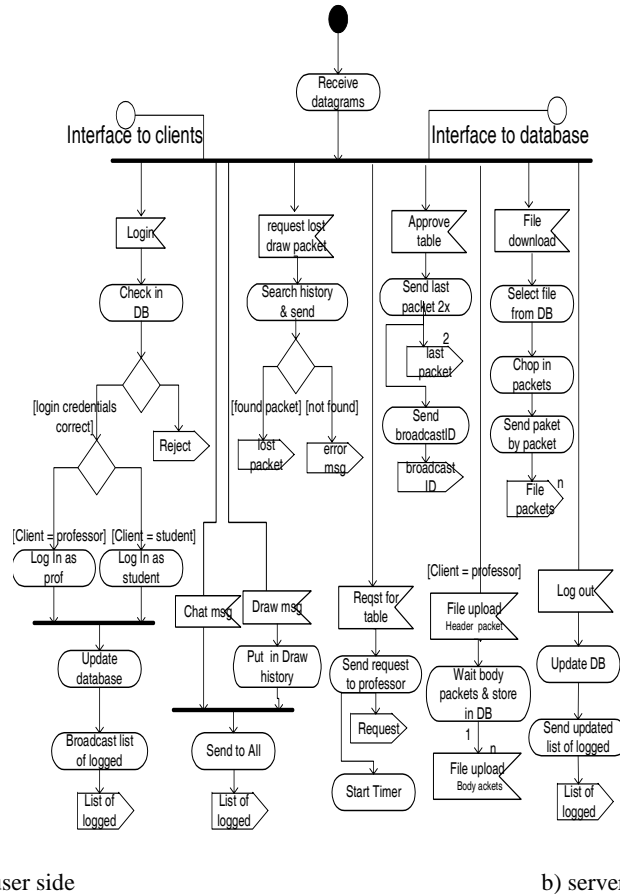 Receive
datagrams
Interface to clients
Interface to database
Login
request lost
draw packet
Approve
table
File
download
Check in
DB
Search history
& send
Send last
packet 2x
Select file
from DB
2
last
packet
Chop in
packets
[login credentials
correct]
[found packet]
[not found]
Send
broadcastID
Send paket
by packet
Reject
lost
packet
error
msg
broadcast
ID
n
File
packets
[Client = professor]
[Client = student]
Log In as
prof
Log In as
student
[Client = professor]
Chat msg
Draw msg
Reqst for
table
File upload
Header packet
Log out
Update
database
Put in Draw
history
Send request
to professor
Wait body
packets & store
in DB
Update DB
Broadcast list
of logged
Send to All
Request
1
n
Send updated
list of logged
List of
logged
List of
logged
Start Timer
File upload
Body ackets
List of
logged
user side
b) server